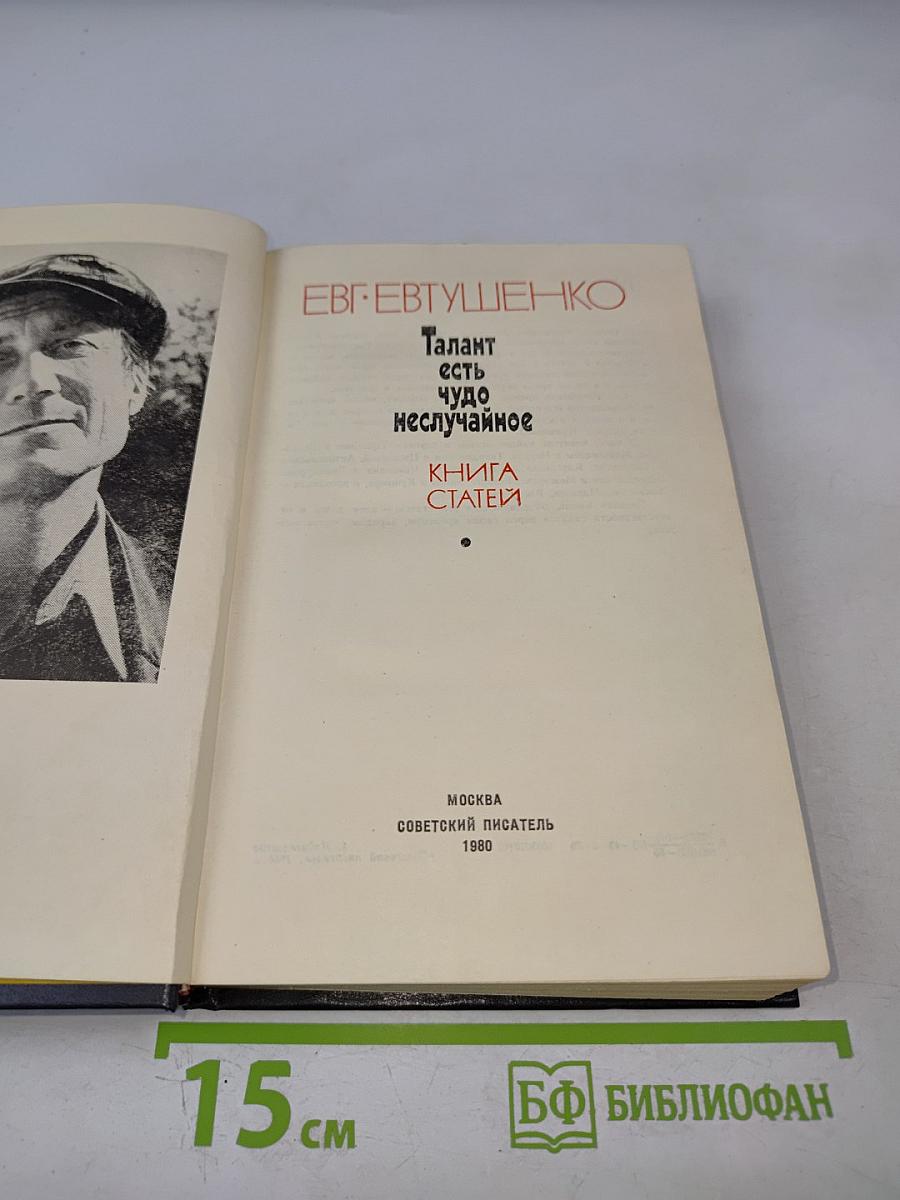 ЕВГ·ЕВТУШЕНКО
Талант
есть
чудо
неслучайное
КНИГА
СТАТЕЙ
МОСКВА
СОВЕТСКИЙ ПИСАТЕЛЬ
1980
15 см
БФ БИБЛИОФАН